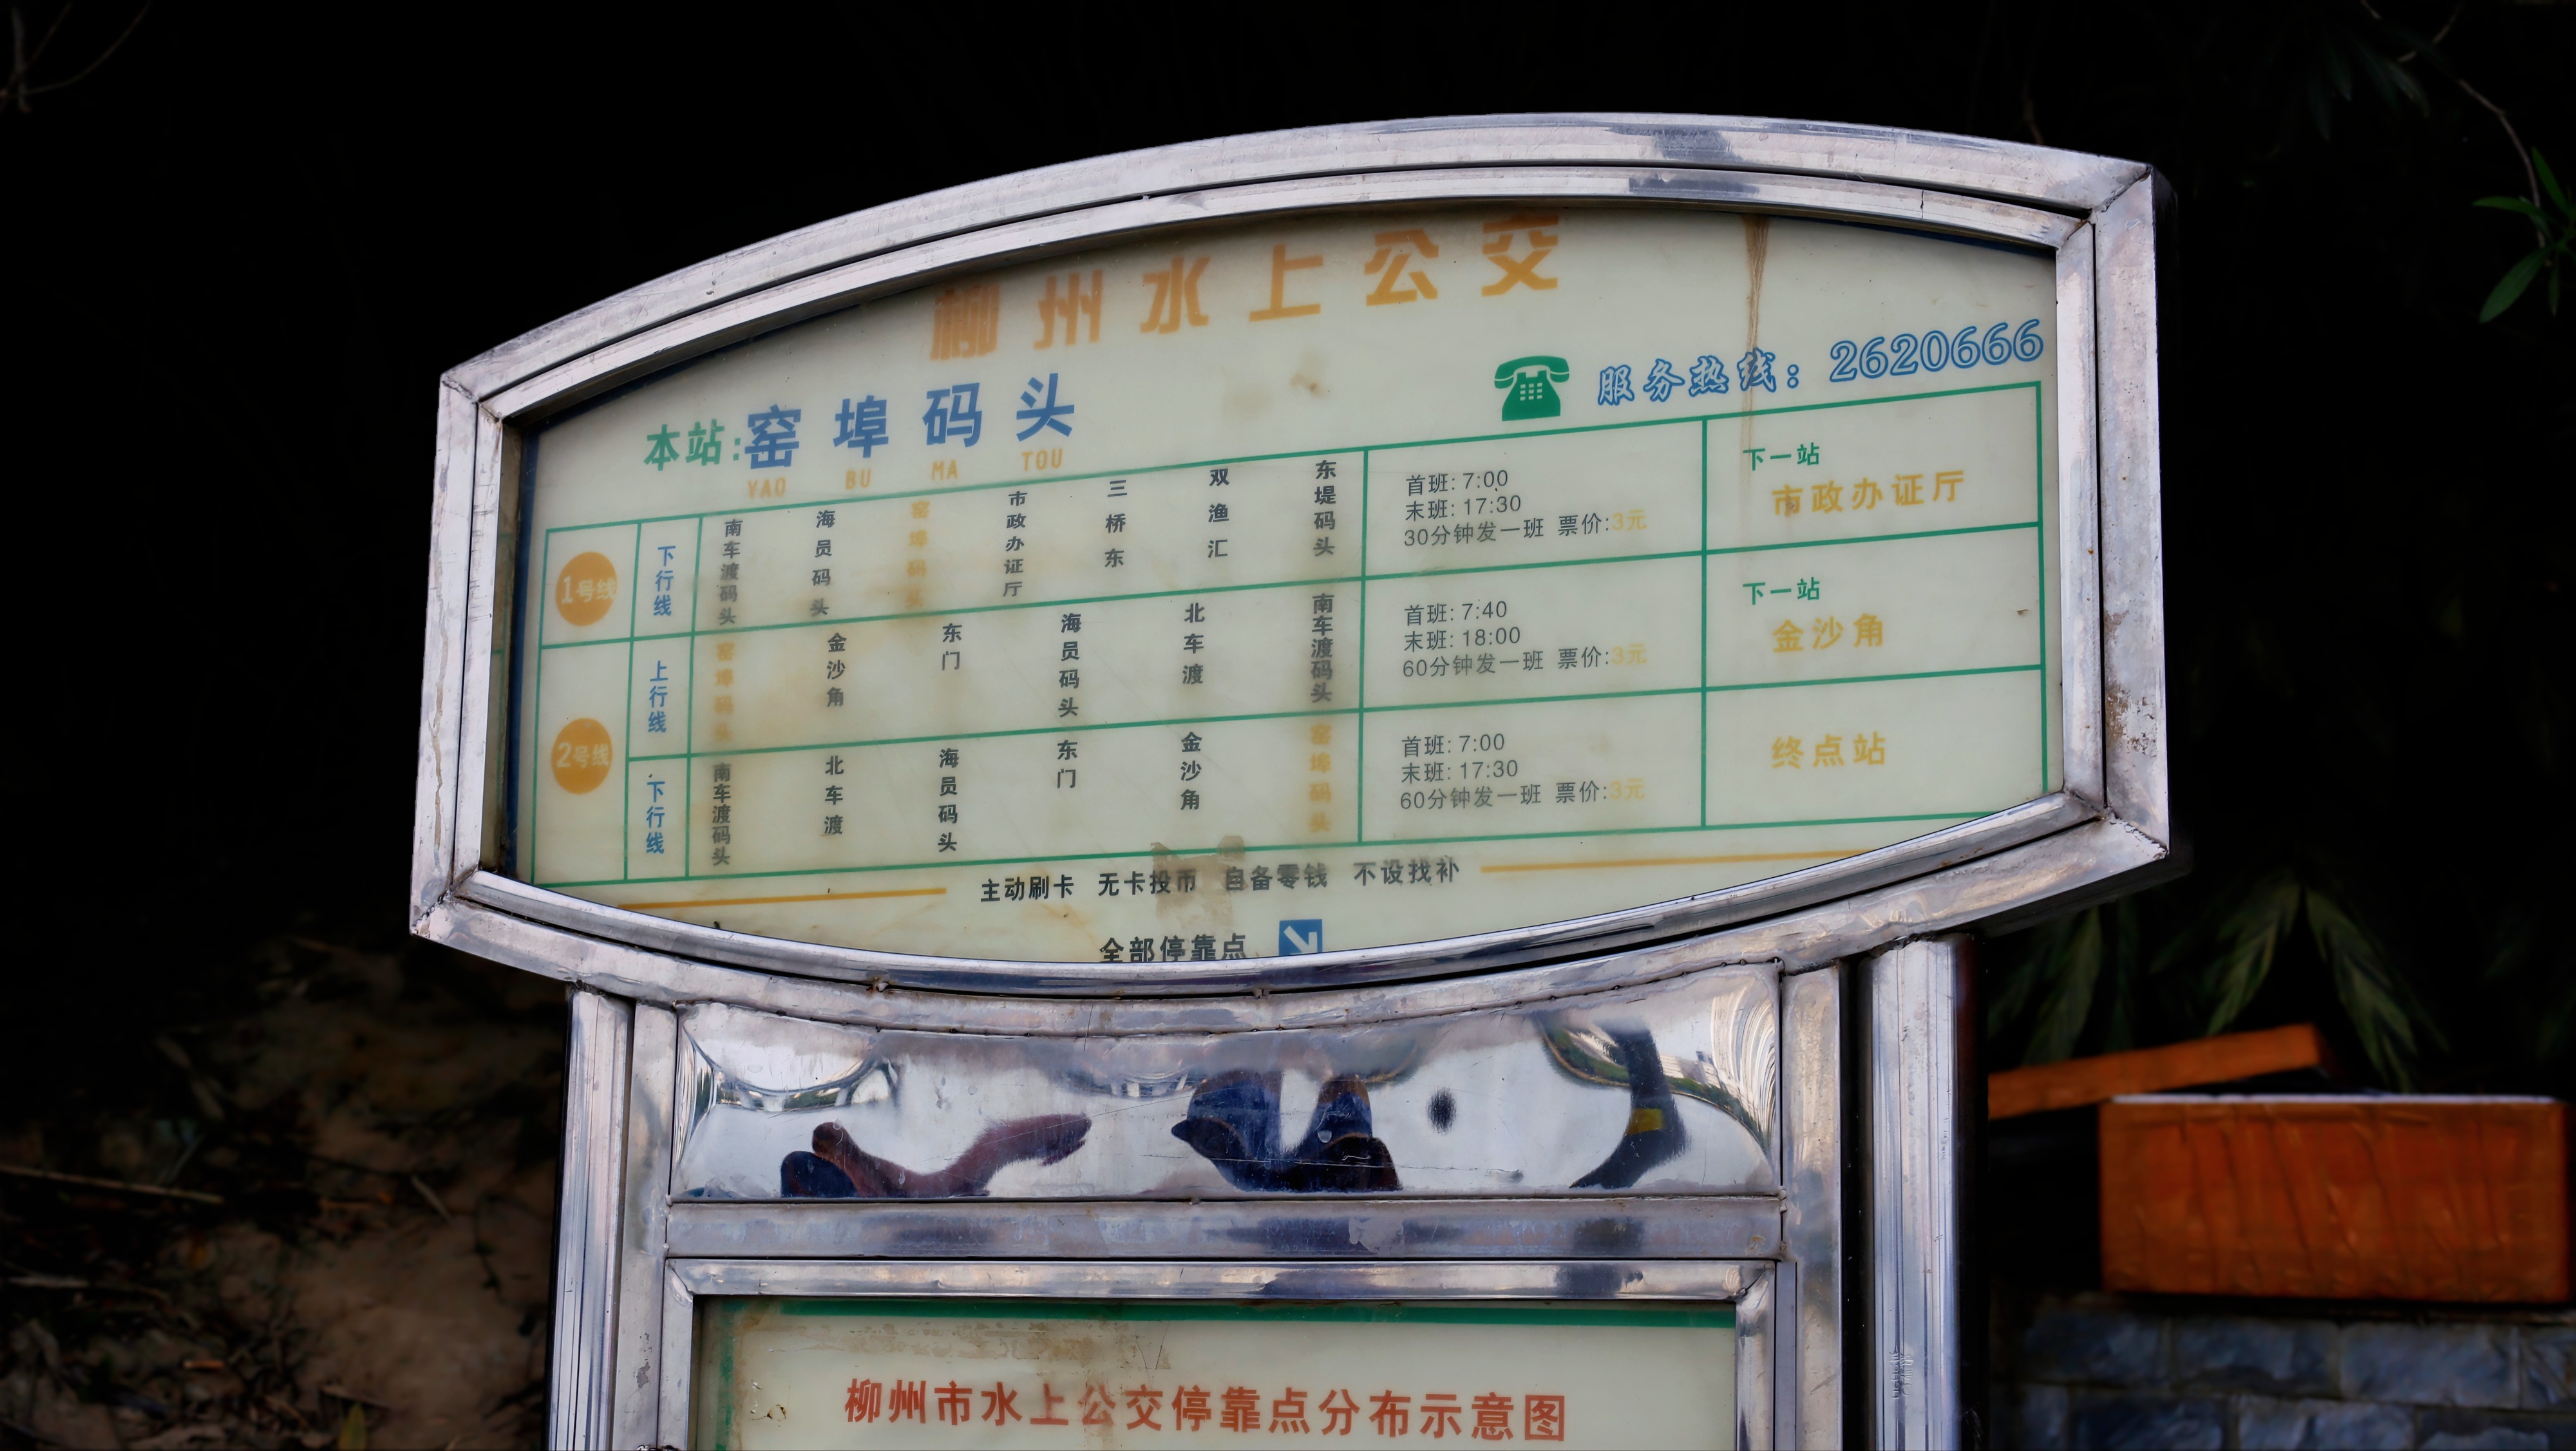 柳州水上公交
服务热线：2620666
本站:窑埠码头
YAO BU MA TOU
1号线
下行线
南车渡码头
海员码头
窑埠码头
市政办证厅
三桥东
双渔汇
东堤码头
首班: 7:00
末班: 17:30
30分钟发一班 票价:3元
下一站
市政办证厅
2号线
上行线
窑埠码头
金沙角
东门
海员码头
北车渡
南车渡码头
首班: 7:40
末班: 18:00
60分钟发一班 票价:3元
下一站
金沙角
下行线
南车渡码头
北车渡
海员码头
东门
金沙角
窑埠码头
首班: 7:00
末班: 17:30
60分钟发一班 票价:3元
终点站
主动刷卡 无卡投币 自备零钱 不设找补
全部停靠点
柳州市水上公交停靠点分布示意图